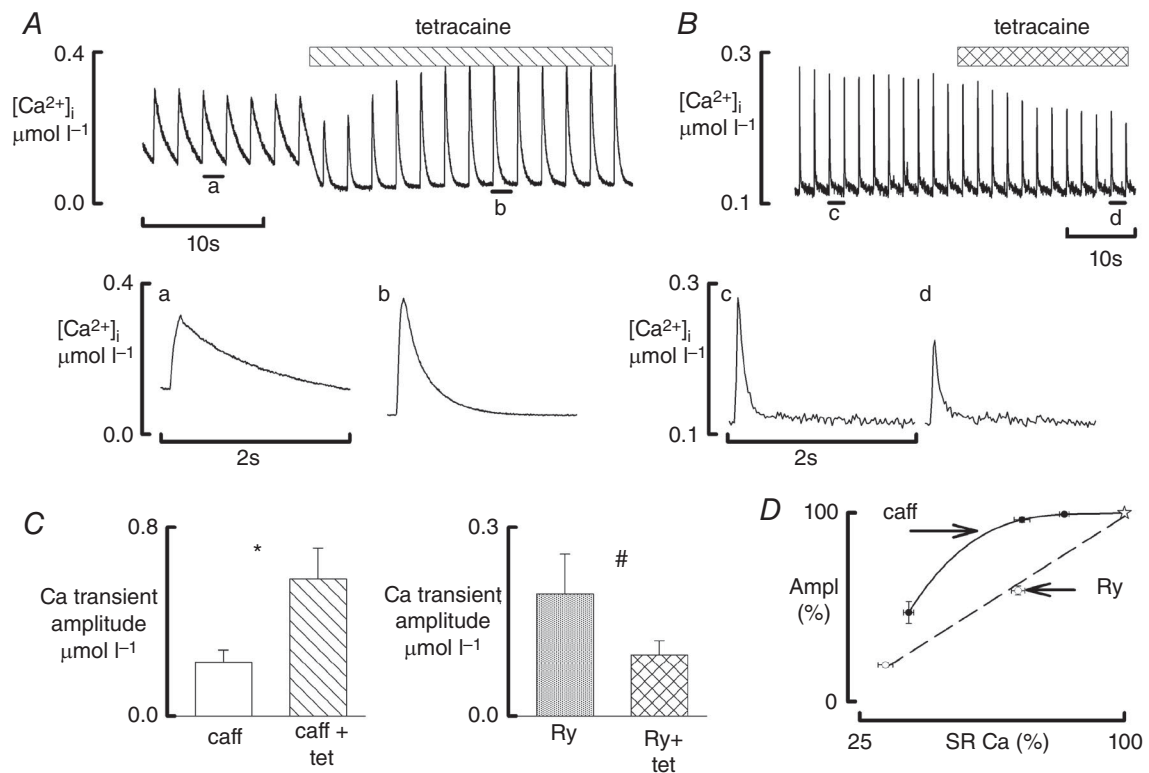 A
tetracaine
0.4
[Ca²⁺]ᵢ
μmol l⁻¹
0.0
a
b
10s
B
tetracaine
0.3
[Ca²⁺]ᵢ
μmol l⁻¹
0.1
c
d
10s
0.4
[Ca²⁺]ᵢ
μmol l⁻¹
0.0
a
b
2s
0.3
[Ca²⁺]ᵢ
μmol l⁻¹
0.1
c
d
2s
C
0.8
Ca transient
amplitude
μmol l⁻¹
0.0
*
caff
caff +
tet
0.3
Ca transient
amplitude
μmol l⁻¹
0.0
#
Ry
Ry+
tet
D
100
caff
Ampl
(%)
Ry
0
25
SR Ca (%)
100